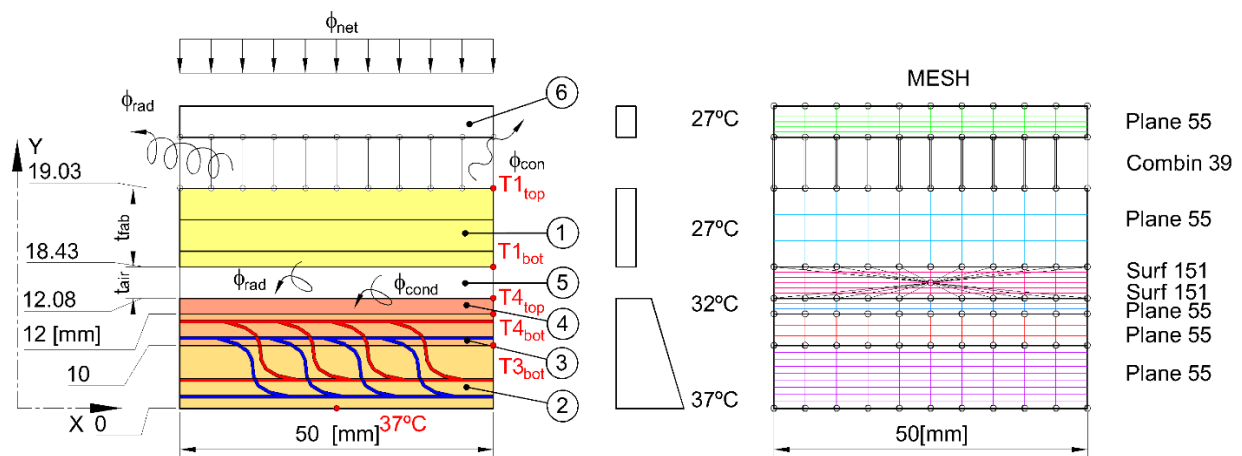 ϕnet
MESH
ϕrad
6
27ºC
Plane 55
Y
ϕcon
Combin 39
19.03
T1top
tfab
1
27ºC
Plane 55
18.43
T1bot
tair
ϕrad
ϕcond
5
Surf 151
12.08
T4top
32ºC
Surf 151
4
Plane 55
12 [mm]
T4bot
3
Plane 55
10
T3bot
2
Plane 55
X 0
37ºC
37ºC
50 [mm]
50[mm]